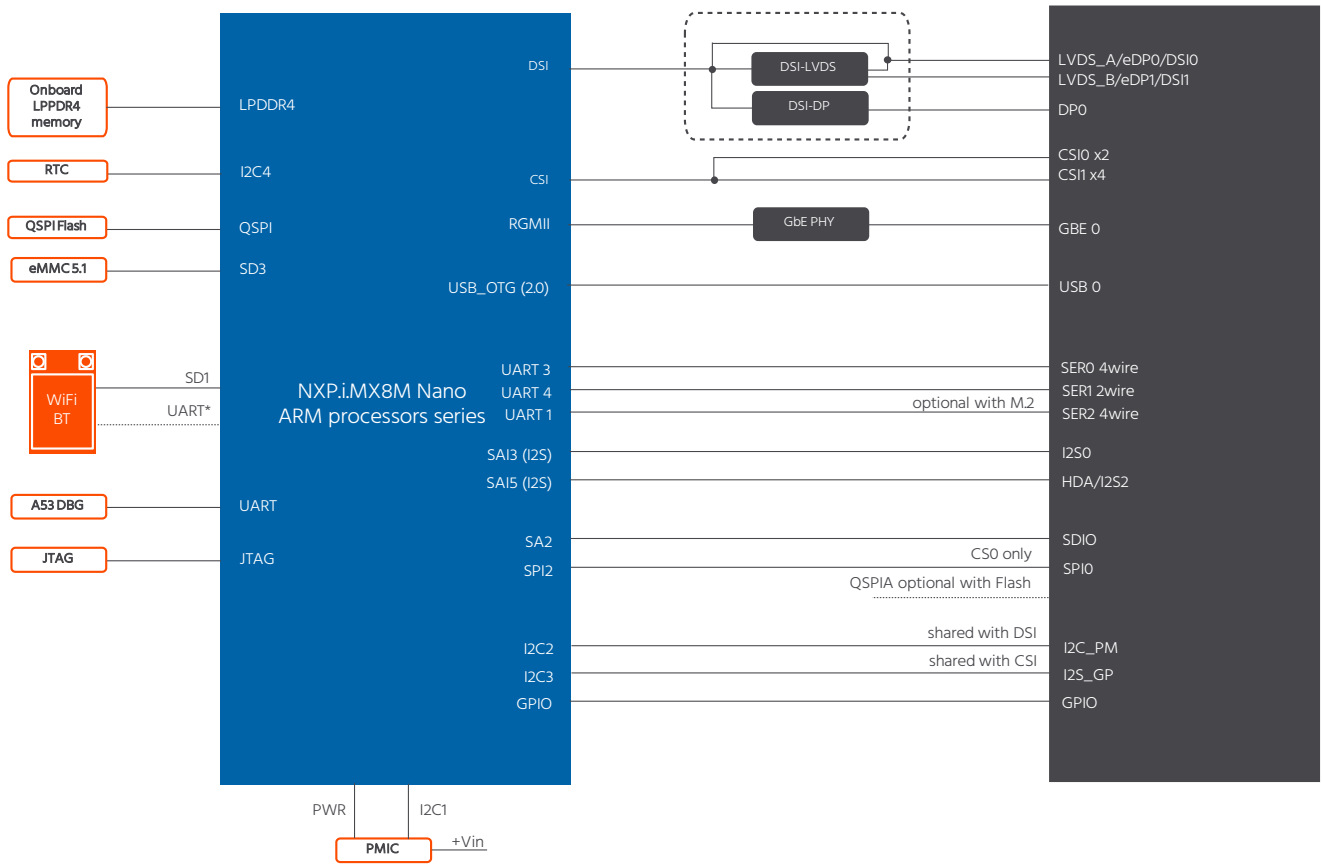 Onboard
LPPDR4
memory
RTC
QSPI Flash
eMMC 5.1
WiFi
BT
SD1
UART*
A53 DBG
JTAG
LPDDR4
I2C4
QSPI
SD3
UART
JTAG
NXP.i.MX8M Nano
ARM processors series
DSI
CSI
RGMII
USB_OTG (2.0)
UART 3
UART 4
UART 1
SAI3 (I2S)
SAI5 (I2S)
SA2
SPI2
I2C2
I2C3
GPIO
DSI-LVDS
DSI-DP
GbE PHY
optional with M.2
CS0 only
QSPIA optional with Flash
shared with DSI
shared with CSI
LVDS_A/eDP0/DSI0
LVDS_B/eDP1/DSI1
DP0
CSI0 x2
CSI1 x4
GBE 0
USB 0
SER0 4wire
SER1 2wire
SER2 4wire
I2S0
HDA/I2S2
SDIO
SPI0
I2C_PM
I2S_GP
GPIO
PWR
I2C1
PMIC
+Vin